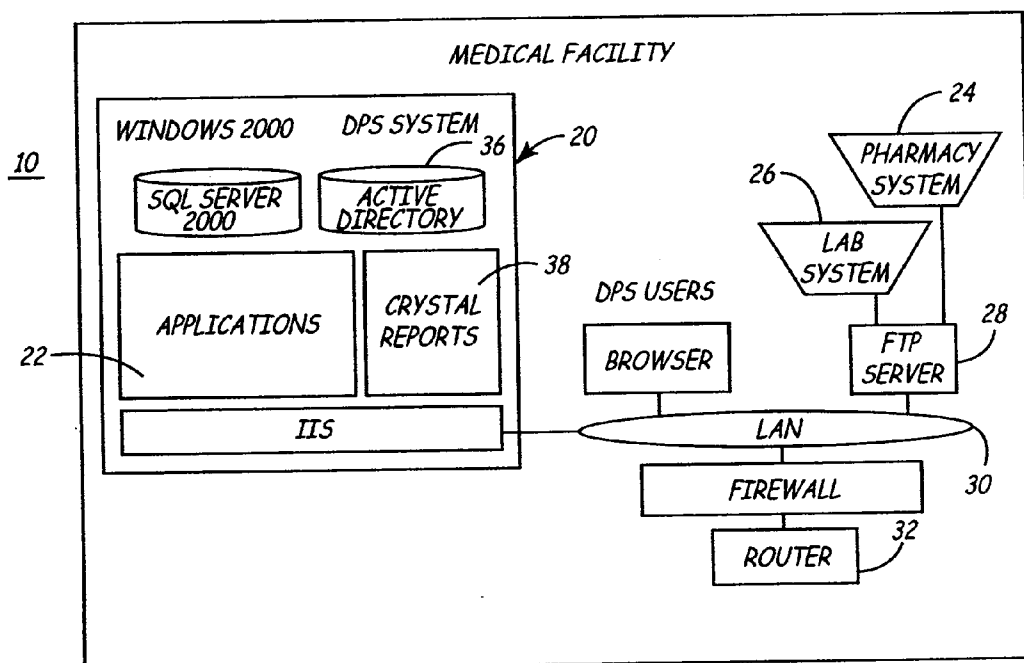 MEDICAL FACILITY
10
WINDOWS 2000
DPS SYSTEM
20
36
SQL SERVER
2000
ACTIVE
DIRECTORY
APPLICATIONS
22
CRYSTAL
REPORTS
38
IIS
DPS USERS
BROWSER
24
PHARMACY
SYSTEM
26
LAB
SYSTEM
FTP
SERVER
28
LAN
30
FIREWALL
ROUTER
32